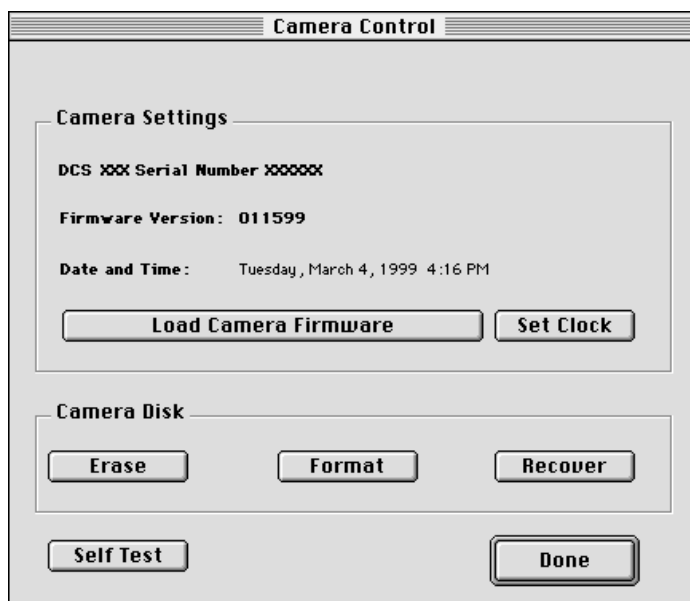 Camera Control
Camera Settings
DCS XXX Serial Number XXXXXX
Firmware Version: 011599
Date and Time: Tuesday, March 4, 1999 4:16 PM
Load Camera Firmware Set Clock
Camera Disk
Erase Format Recover
Self Test Done